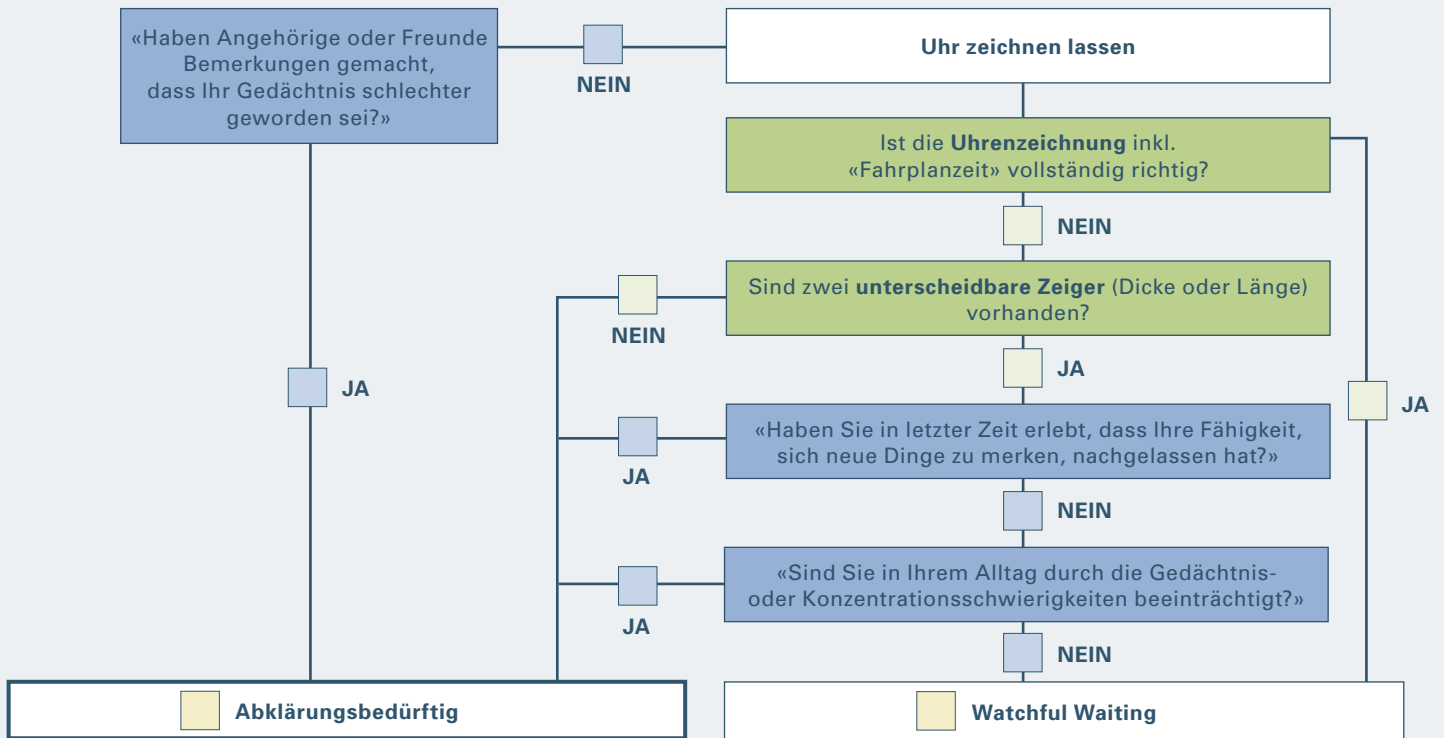 «Haben Angehörige oder Freunde
Bemerkungen gemacht,
dass Ihr Gedächtnis schlechter
geworden sei?»
NEIN
Uhr zeichnen lassen
Ist die Uhrenzeichnung inkl.
«Fahrplanzeit» vollständig richtig?
NEIN
Sind zwei unterscheidbare Zeiger (Dicke oder Länge)
vorhanden?
NEIN
JA
JA
JA
«Haben Sie in letzter Zeit erlebt, dass Ihre Fähigkeit,
sich neue Dinge zu merken, nachgelassen hat?»
JA
NEIN
«Sind Sie in Ihrem Alltag durch die Gedächtnis-
oder Konzentrationsschwierigkeiten beeinträchtigt?»
JA
NEIN
Abklärungsbedürftig
Watchful Waiting